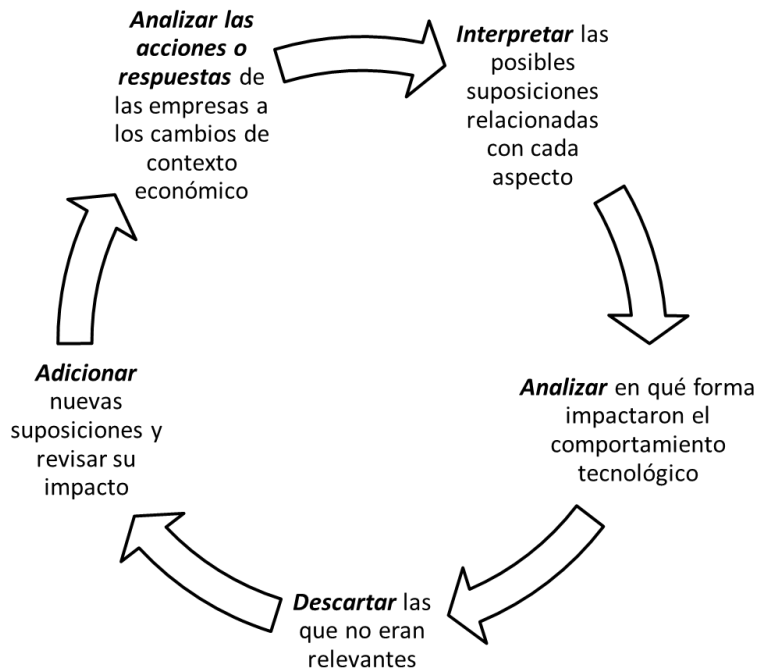 Analizar las
acciones o
respuestas de
las empresas a
los cambios de
contexto
económico
Interpretar las
posibles
suposiciones
relacionadas
con cada
aspecto
Analizar en qué forma
impactaron el
comportamiento
tecnológico
Descartar las
que no eran
relevantes
Adicionar
nuevas
suposiciones y
revisar su
impacto